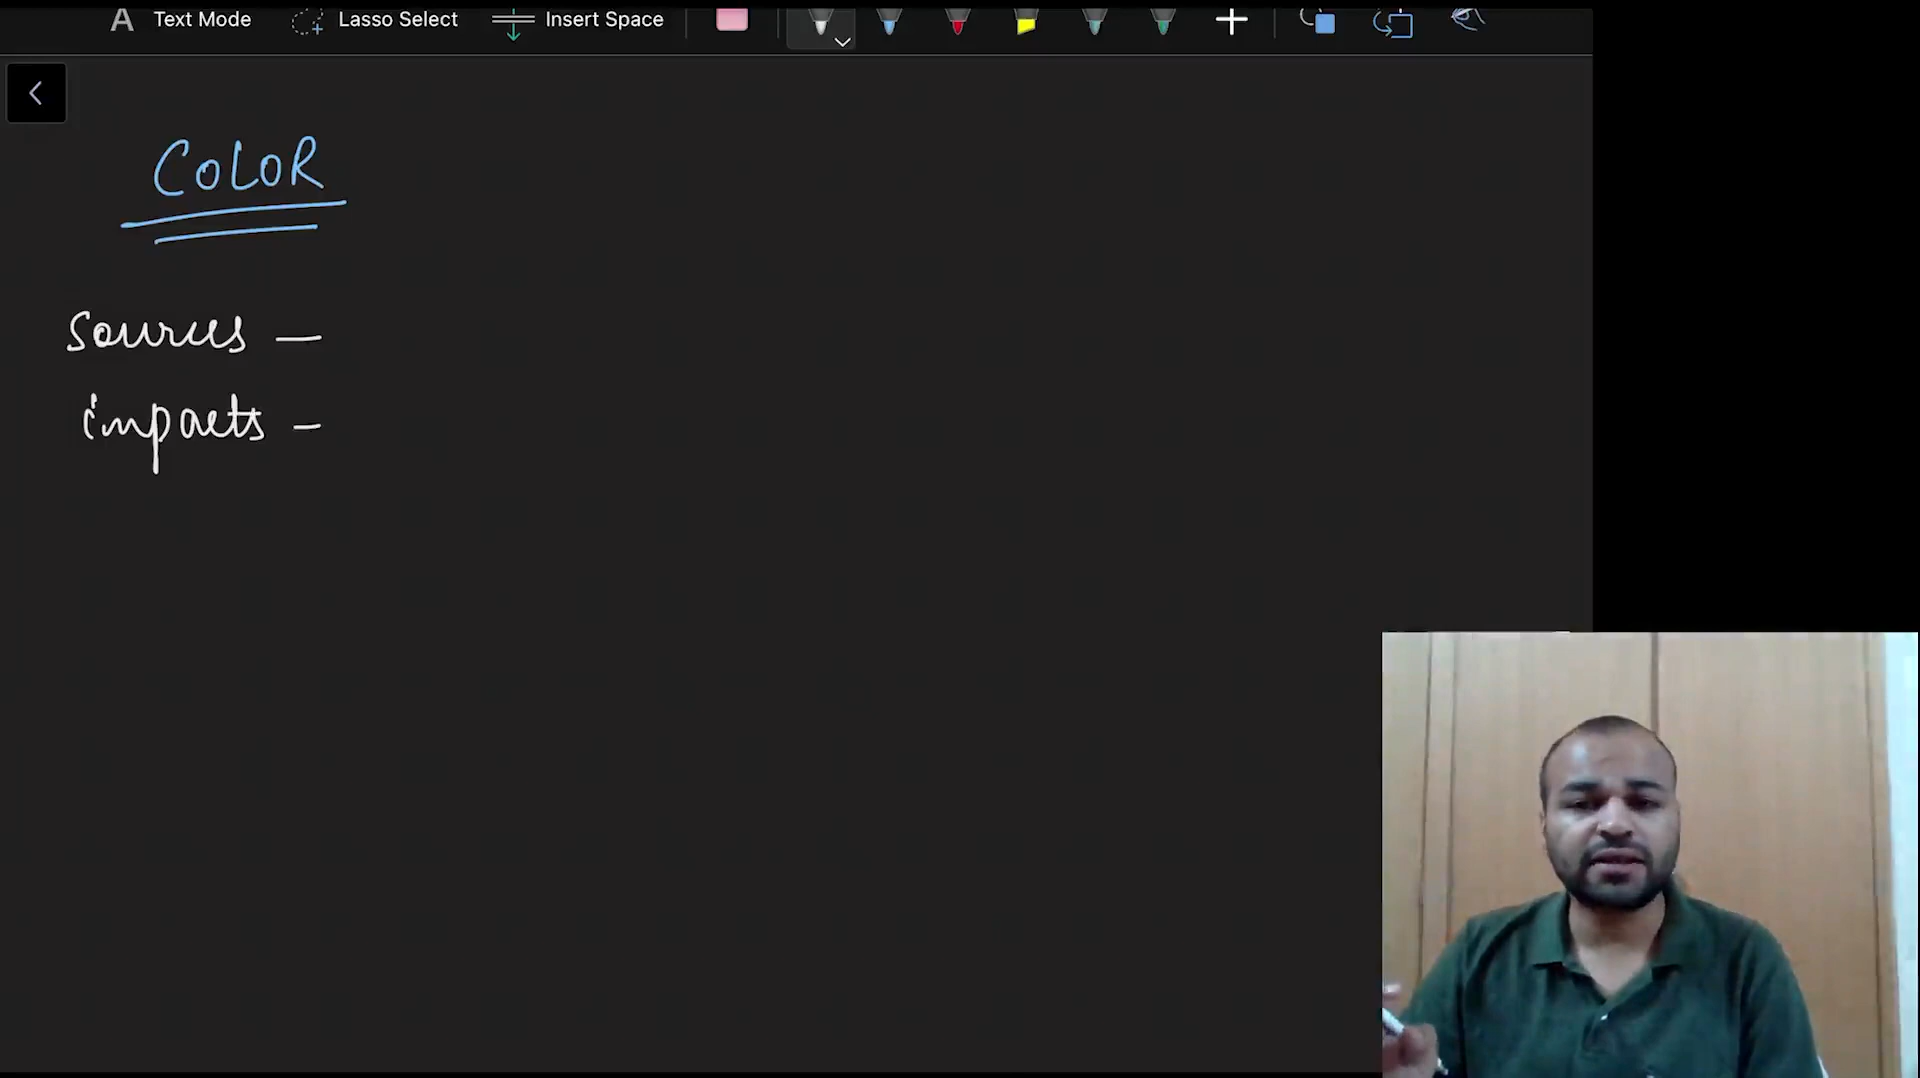 A Text Mode Lasso Select Insert Space
COLOR
Sources —
impacts –